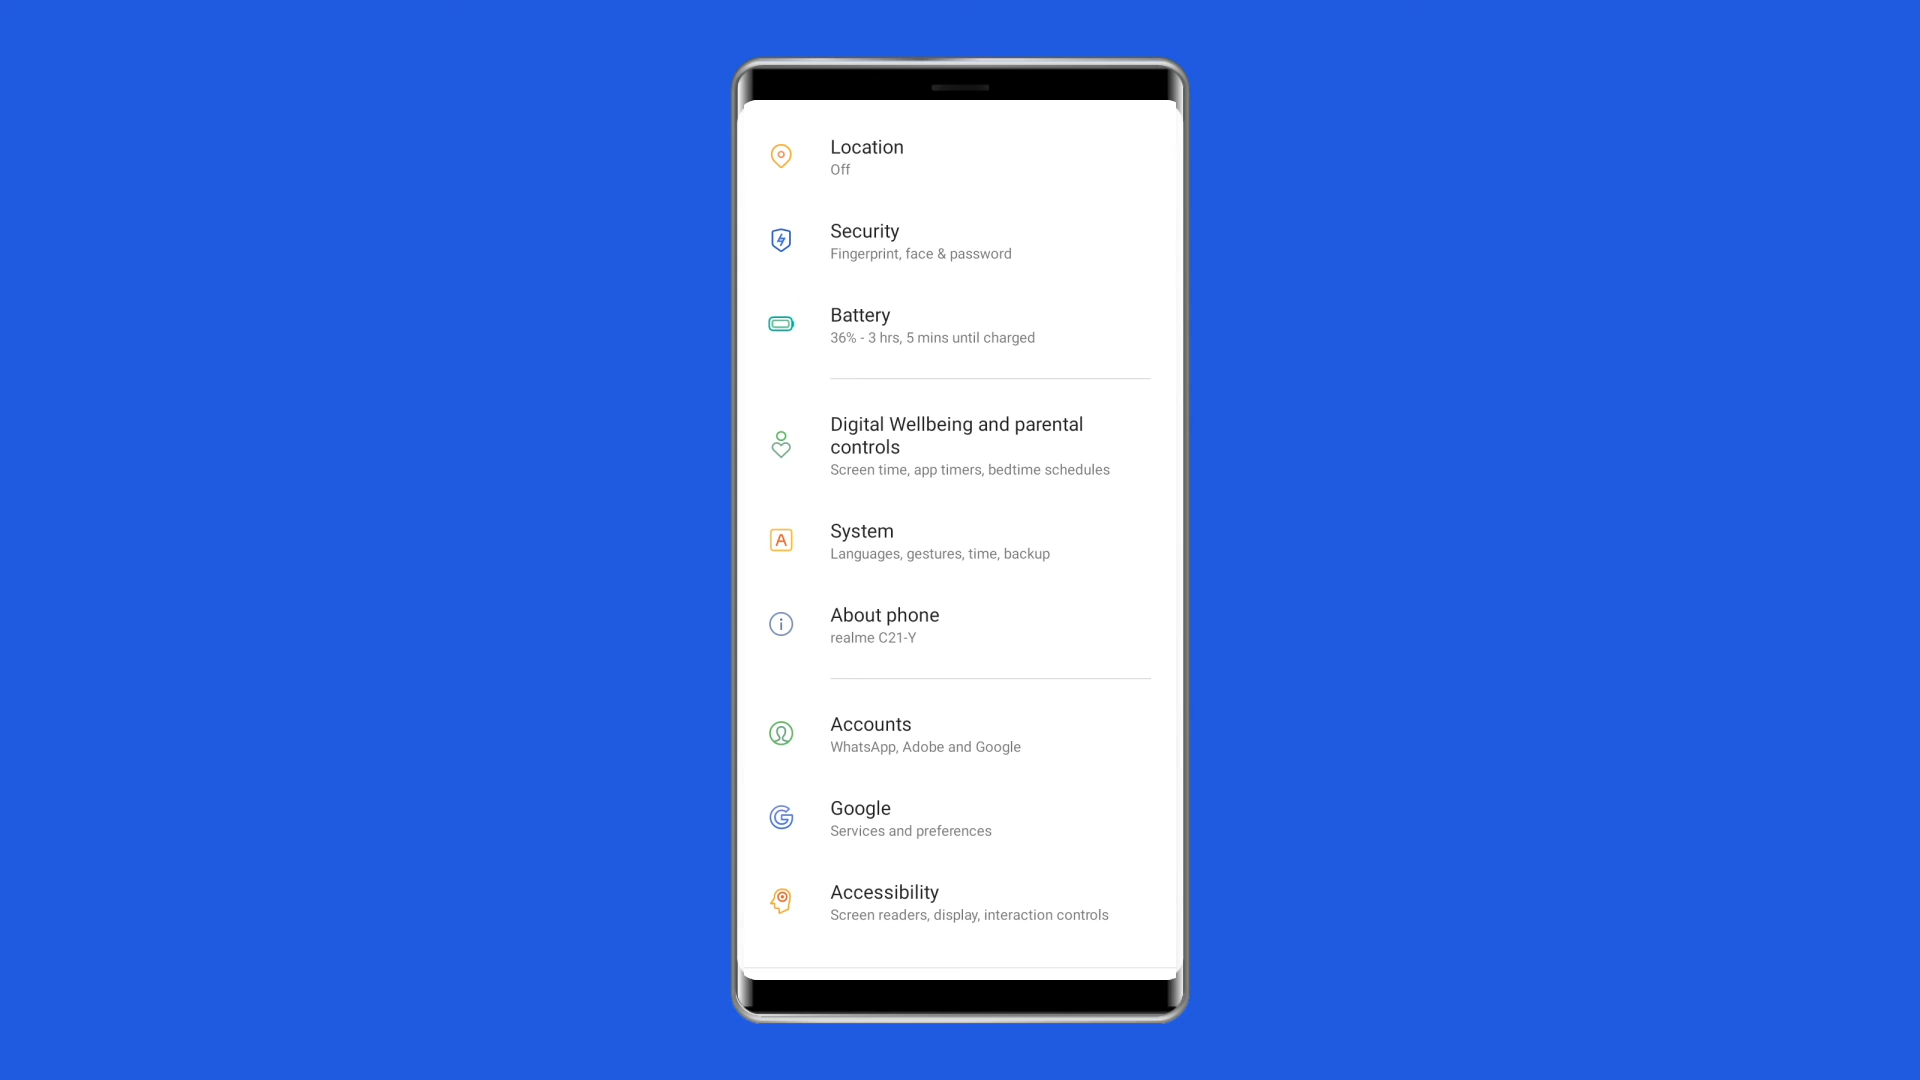 Location
Off
Security
Fingerprint, face & password
Battery
36% - 3 hrs, 5 mins until charged
Digital Wellbeing and parental
controls
Screen time, app timers, bedtime schedules
System
Languages, gestures, time, backup
About phone
realme C21-Y
Accounts
WhatsApp, Adobe and Google
Google
Services and preferences
Accessibility
Screen readers, display, interaction controls